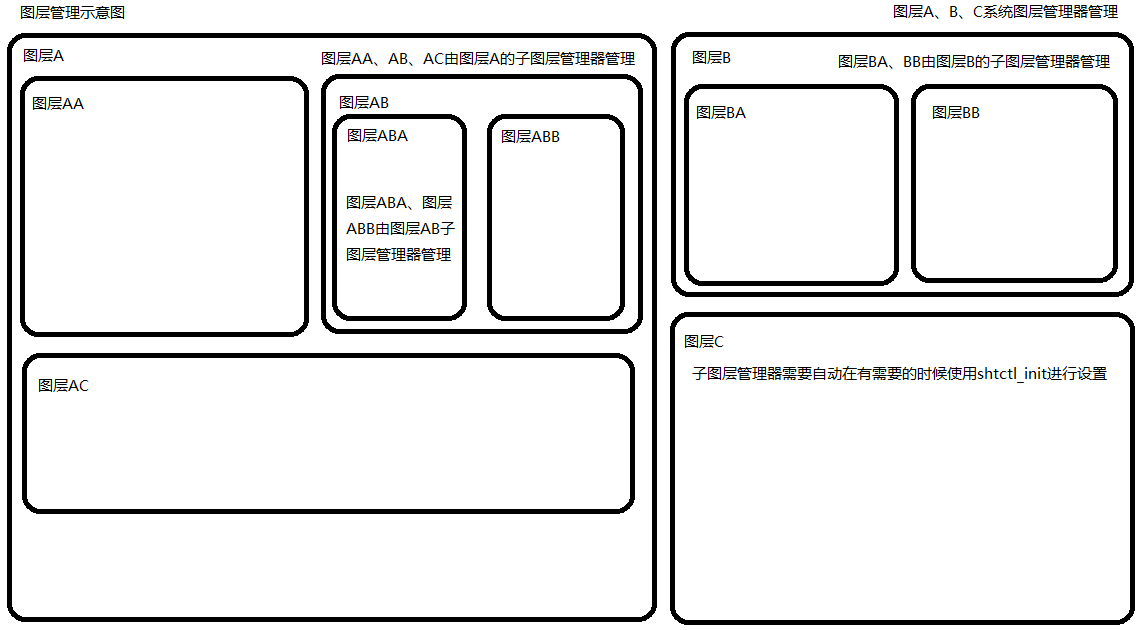 图层管理示意图
图层A、B、C系统图层管理器管理
图层A
图层AA、AB、AC由图层A的子图层管理器管理
图层AA
图层AB
图层ABA
图层ABA、图层
ABB由图层AB子
图层管理器管理
图层ABB
图层AC
图层B
图层BA、BB由图层B的子图层管理器管理
图层BA
图层BB
图层C
子图层管理器需要自动在有需要的时候使用shtctl_init进行设置